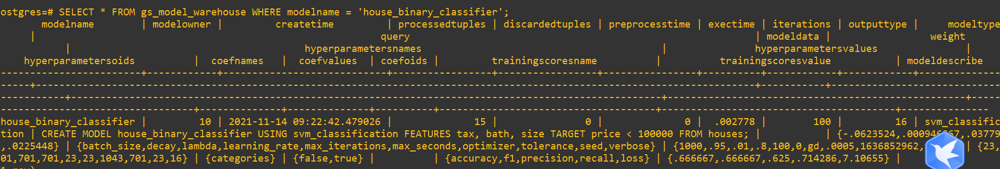 ostgres=# SELECT * FROM gs_model_warehouse WHERE modelname = 'house_binary_classifier';
modelname | modelowner | createtime | processedtuples | discardedtuples | preprocesstime | exectime | iterations | outputtype | modeltype
| query | modeldata | weight
| hyperparametersnames | hyperparametersvalues |
hyperparametersoids | coefnames | coefvalues | coefoids | trainingscoresname | trainingscoresvalue | modeldescribe
house_binary_classifier | 10 | 2021-11-14 09:22:42.479026 | 15 | 0 | 0 | .002778 | 100 | 16 | svm_classific
tion | CREATE MODEL house_binary_classifier USING svm_classification FEATURES tax, bath, size TARGET price < 100000 FROM houses; | | {-.0623524,.03779
,.0225448} | {batch_size,decay,lambda,learning_rate,max_iterations,max_seconds,optimizer,tolerance,seed,verbose} | {1000,.95,.01,.8,100,0,gd,.0005,1636852962, | {23,
01,701,701,23,23,1043,701,23,16} | {categories} | {false,true} | | {accuracy,f1,precision,recall,loss} | {.666667,.666667,.625,.714286,7.10655} |